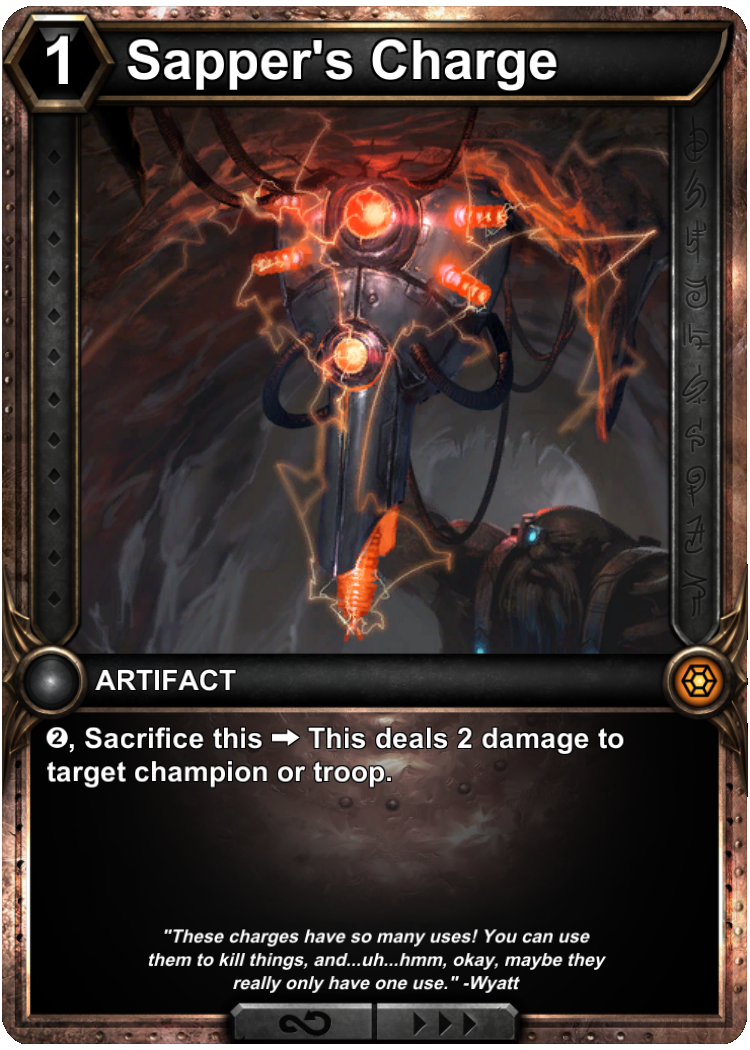 1
Sapper's Charge
ARTIFACT
❷, Sacrifice this ➡ This deals 2 damage to
target champion or troop.
"These charges have so many uses! You can use
them to kill things, and...uh...hmm, okay, maybe they
really only have one use." -Wyatt